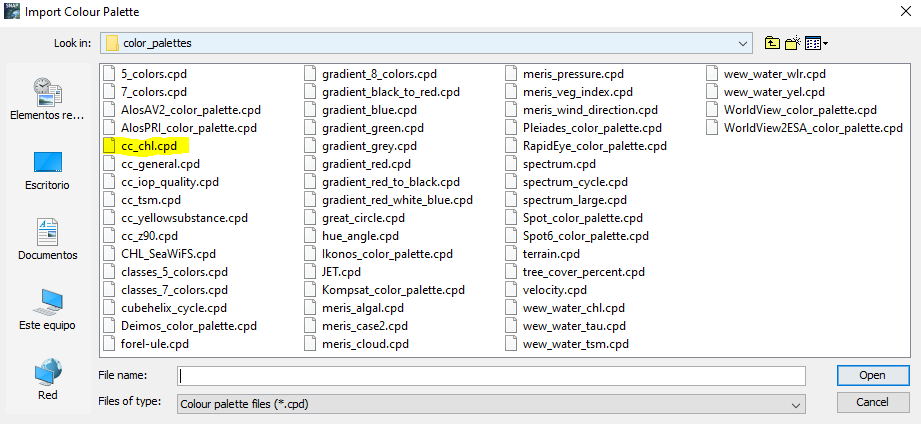 SNAP
Import Colour Palette
Look in:
color_palettes
Elementos re...
Escritorio
Documentos
Este equipo
Red
5_colors.cpd
7_colors.cpd
AlosAV2_color_palette.cpd
AlosPRI_color_palette.cpd
cc_chl.cpd
cc_general.cpd
cc_iop_quality.cpd
cc_tsm.cpd
cc_yellowsubstance.cpd
cc_z90.cpd
CHL_SeaWiFS.cpd
classes_5_colors.cpd
classes_7_colors.cpd
cubehelix_cycle.cpd
Deimos_color_palette.cpd
forel-ule.cpd
gradient_8_colors.cpd
gradient_black_to_red.cpd
gradient_blue.cpd
gradient_green.cpd
gradient_grey.cpd
gradient_red.cpd
gradient_red_to_black.cpd
gradient_red_white_blue.cpd
great_circle.cpd
hue_angle.cpd
Ikonos_color_palette.cpd
JET.cpd
Kompsat_color_palette.cpd
meris_algal.cpd
meris_case2.cpd
meris_cloud.cpd
meris_pressure.cpd
meris_veg_index.cpd
meris_wind_direction.cpd
Pleiades_color_palette.cpd
RapidEye_color_palette.cpd
spectrum.cpd
spectrum_cycle.cpd
spectrum_large.cpd
Spot_color_palette.cpd
Spot6_color_palette.cpd
terrain.cpd
tree_cover_percent.cpd
velocity.cpd
wew_water_chl.cpd
wew_water_tau.cpd
wew_water_tsm.cpd
wew_water_wlr.cpd
wew_water_yel.cpd
WorldView_color_palette.cpd
WorldView2ESA_color_palette.cpd
File name:
Open
Files of type:
Colour palette files (*.cpd)
Cancel